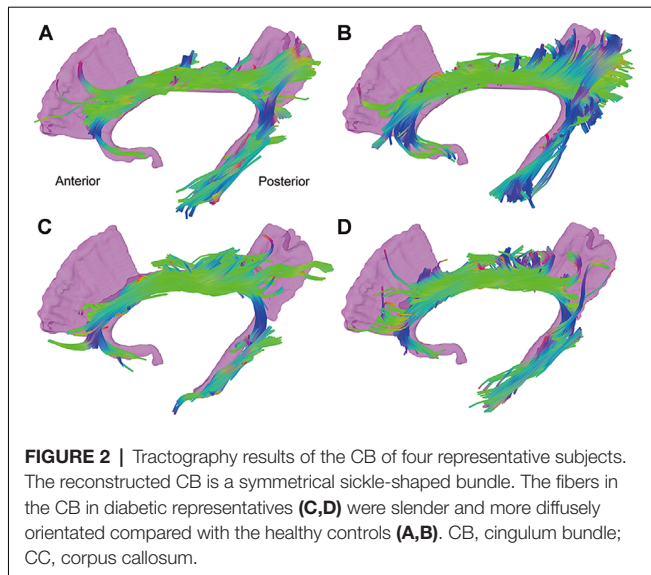 A
B
Anterior
Posterior
C
D
FIGURE 2 | Tractography results of the CB of four representative subjects.
The reconstructed CB is a symmetrical sickle-shaped bundle. The fibers in
the CB in diabetic representatives (C,D) were slender and more diffusely
orientated compared with the healthy controls (A,B). CB, cingulum bundle;
CC, corpus callosum.